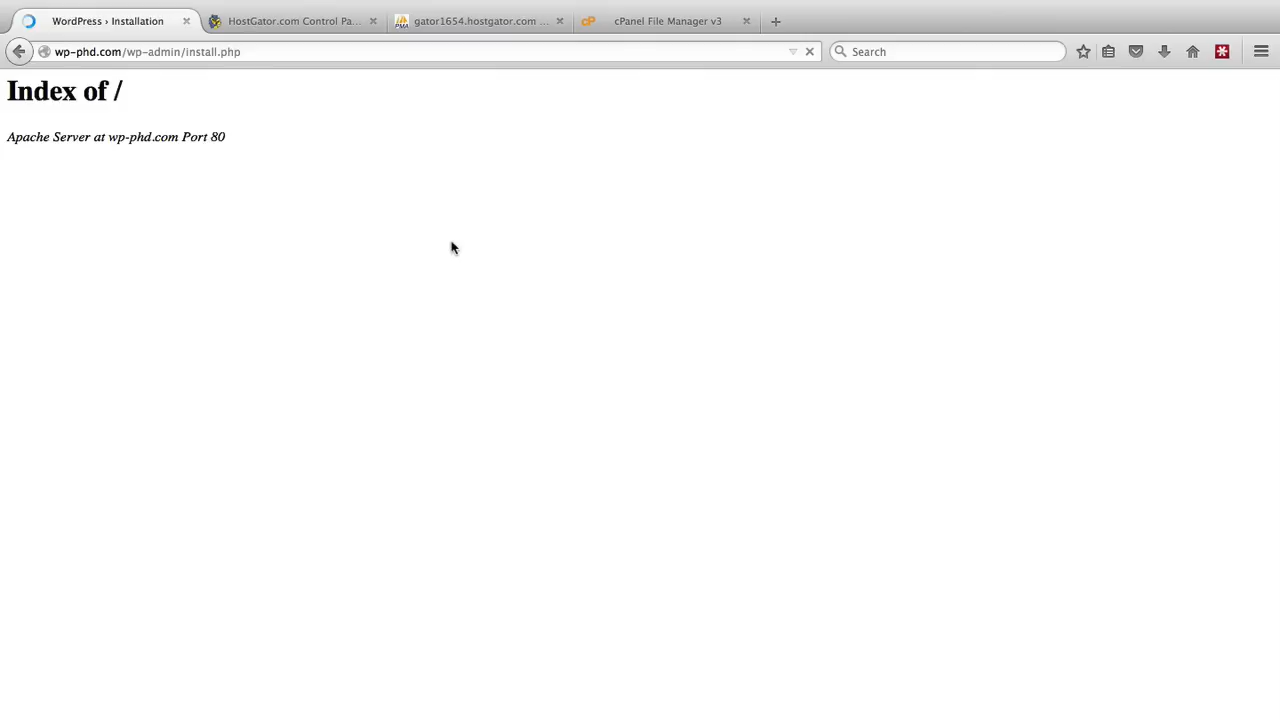 WordPress › Installation
HostGator.com Control Pa...
gator1654.hostgator.com ...
cPanel File Manager v3
wp-phd.com/wp-admin/install.php
Search
Index of /
Apache Server at wp-phd.com Port 80